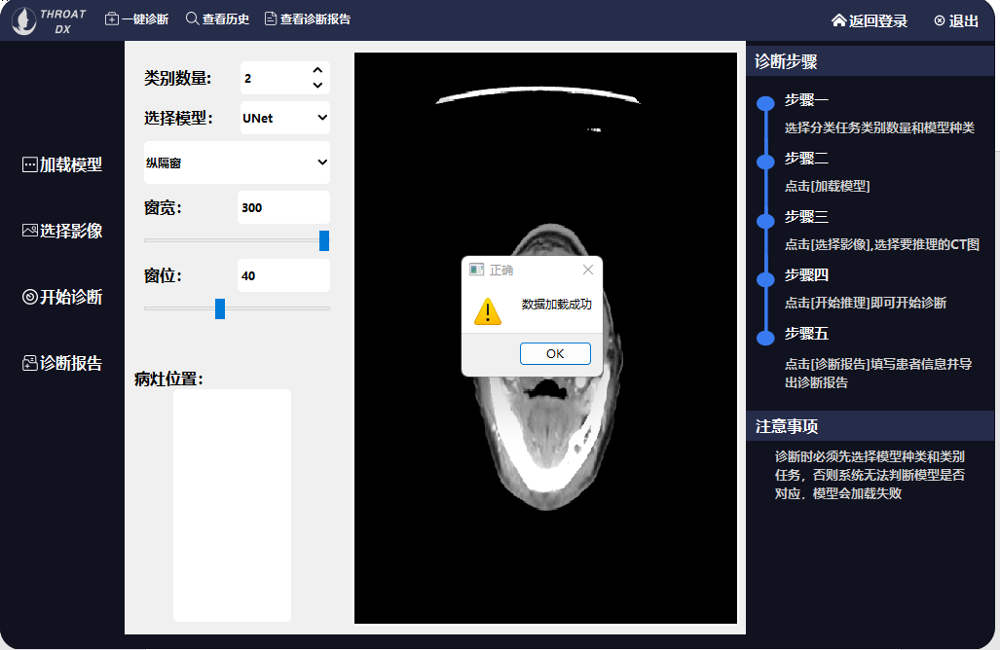 THROAT
DX
一键诊断
查看历史
查看诊断报告
返回登录
退出
加载模型
选择影像
开始诊断
诊断报告
类别数量:
2
选择模型:
UNet
纵隔窗
窗宽:
300
窗位:
40
病灶位置:
正确
数据加载成功
OK
诊断步骤
步骤一
选择分类任务类别数量和模型种类
步骤二
点击[加载模型]
步骤三
点击[选择影像],选择要推理的CT图
步骤四
点击[开始推理]即可开始诊断
步骤五
点击[诊断报告]填写患者信息并导
出诊断报告
注意事项
诊断时必须先选择模型种类和类别
任务，否则系统无法判断模型是否
对应，模型会加载失败